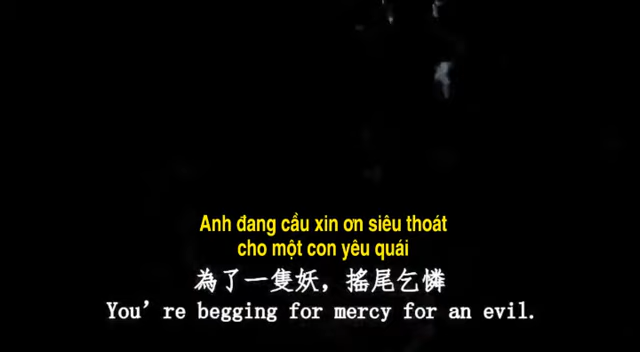 Anh đang cầu xin ơn siêu thoát
cho một con yêu quái
為了一隻妖，搖尾乞憐
You're begging for mercy for an evil.